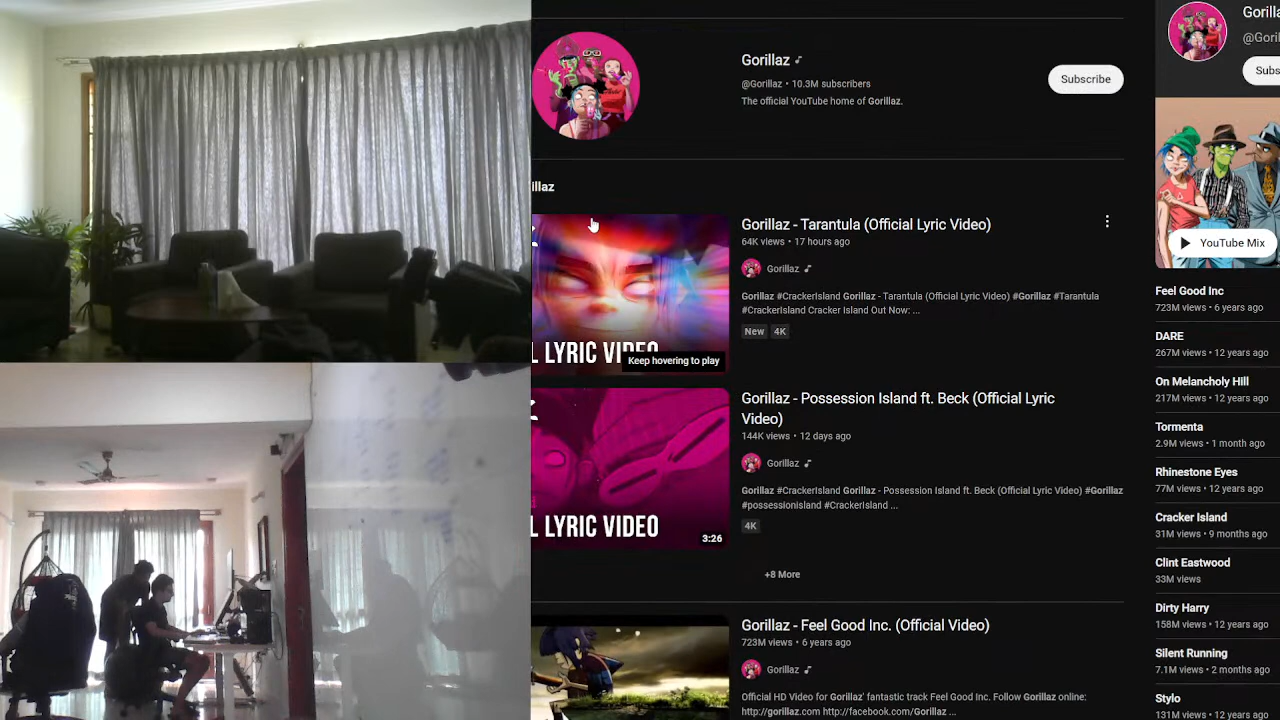 Gorillaz
@Gorillaz • 10.3M subscribers
The official YouTube home of Gorillaz.
Subscribe
illaz
Gorillaz - Tarantula (Official Lyric Video)
64K views • 17 hours ago
Gorillaz
Gorillaz #CrackerIsland Gorillaz - Tarantula (Official Lyric Video) #Gorillaz #Tarantula
#CrackerIsland Cracker Island Out Now: ...
New 4K
L LYRIC VIDEO
Keep hovering to play
Gorillaz - Possession Island ft. Beck (Official Lyric
Video)
144K views • 12 days ago
Gorillaz
Gorillaz #CrackerIsland Gorillaz - Possession Island ft. Beck (Official Lyric Video) #Gorillaz
#possessionisland #CrackerIsland ...
4K
L LYRIC VIDEO
3:26
+8 More
Gorillaz - Feel Good Inc. (Official Video)
723M views • 6 years ago
Gorillaz
Official HD Video for Gorillaz' fantastic track Feel Good Inc. Follow Gorillaz online:
http://gorillaz.com http://facebook.com/Gorillaz ...
Gorilla
@Goril
Subs
YouTube Mix
Feel Good Inc
723M views • 6 years ago
DARE
267M views • 12 years ago
On Melancholy Hill
217M views • 12 years ago
Tormenta
2.9M views • 1 month ago
Rhinestone Eyes
77M views • 12 years ago
Cracker Island
31M views • 9 months ago
Clint Eastwood
33M views
Dirty Harry
158M views • 12 years ago
Silent Running
7.1M views • 2 months ago
Stylo
131M views • 12 years ago